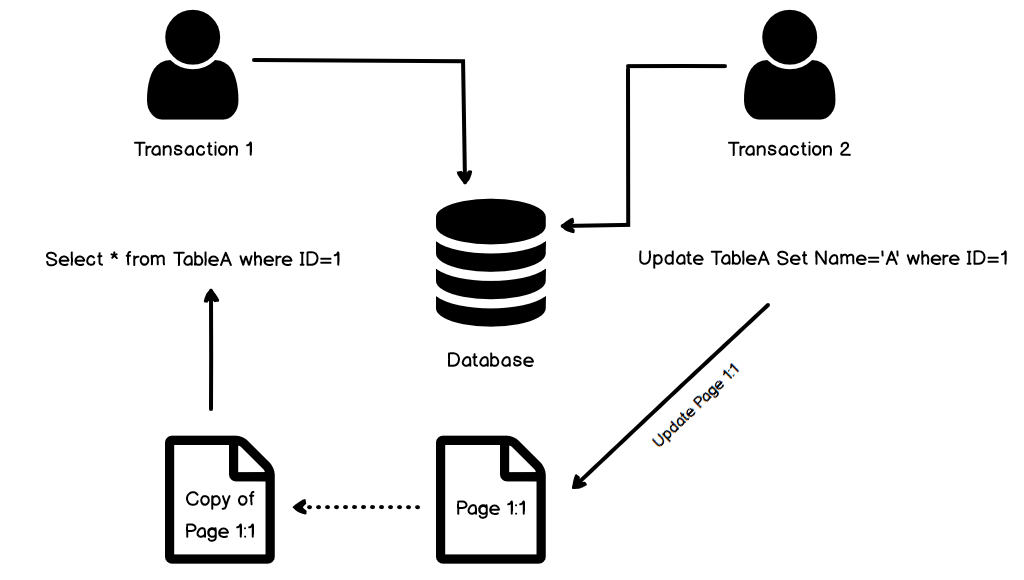 Transaction 1
Transaction 2
Select * from TableA where ID=1
Update TableA Set Name='A' where ID=1
Database
Update Page 1:1
Copy of
Page 1:1
Page 1:1